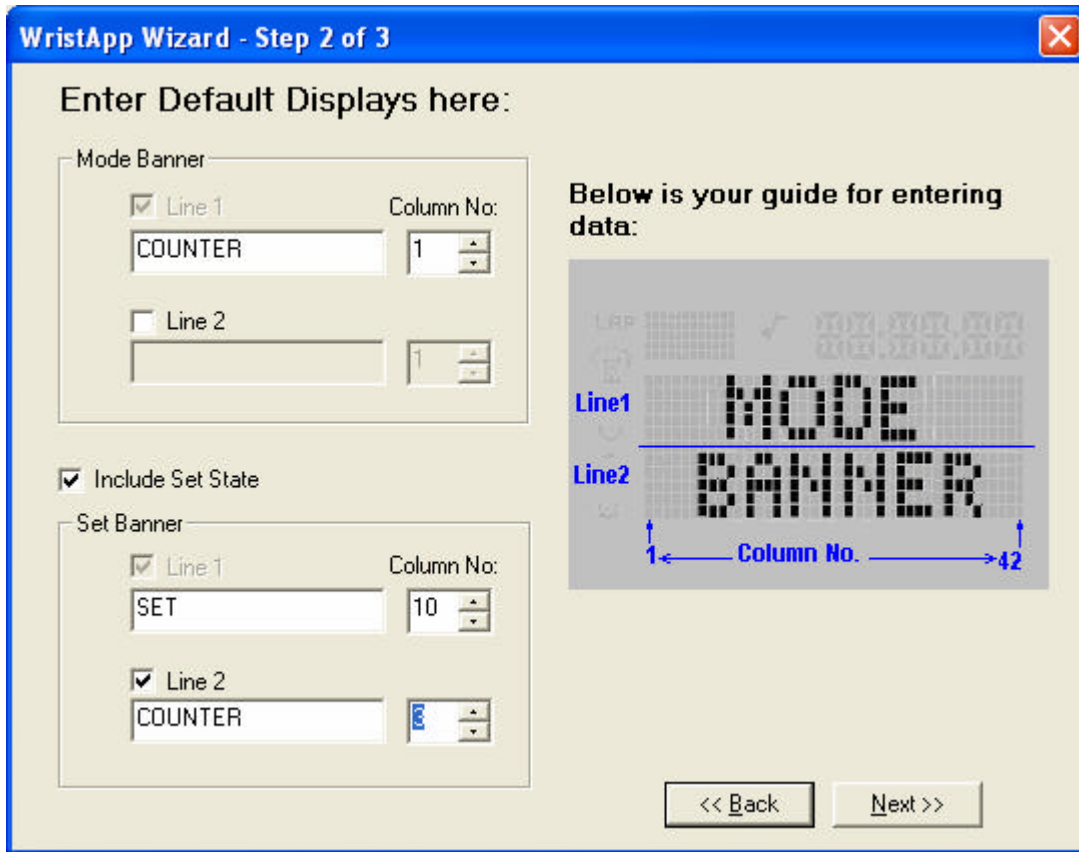 WristApp Wizard - Step 2 of 3
Enter Default Displays here:
Mode Banner
Line 1
Column No:
COUNTER
1
Line 2
1
Include Set State
Set Banner
Line 1
Column No:
SET
10
Line 2
COUNTER
3
Below is your guide for entering
data:
LAP
Line1
MODE
Line2
BANNER
1
Column No.
42
<< Back
Next >>